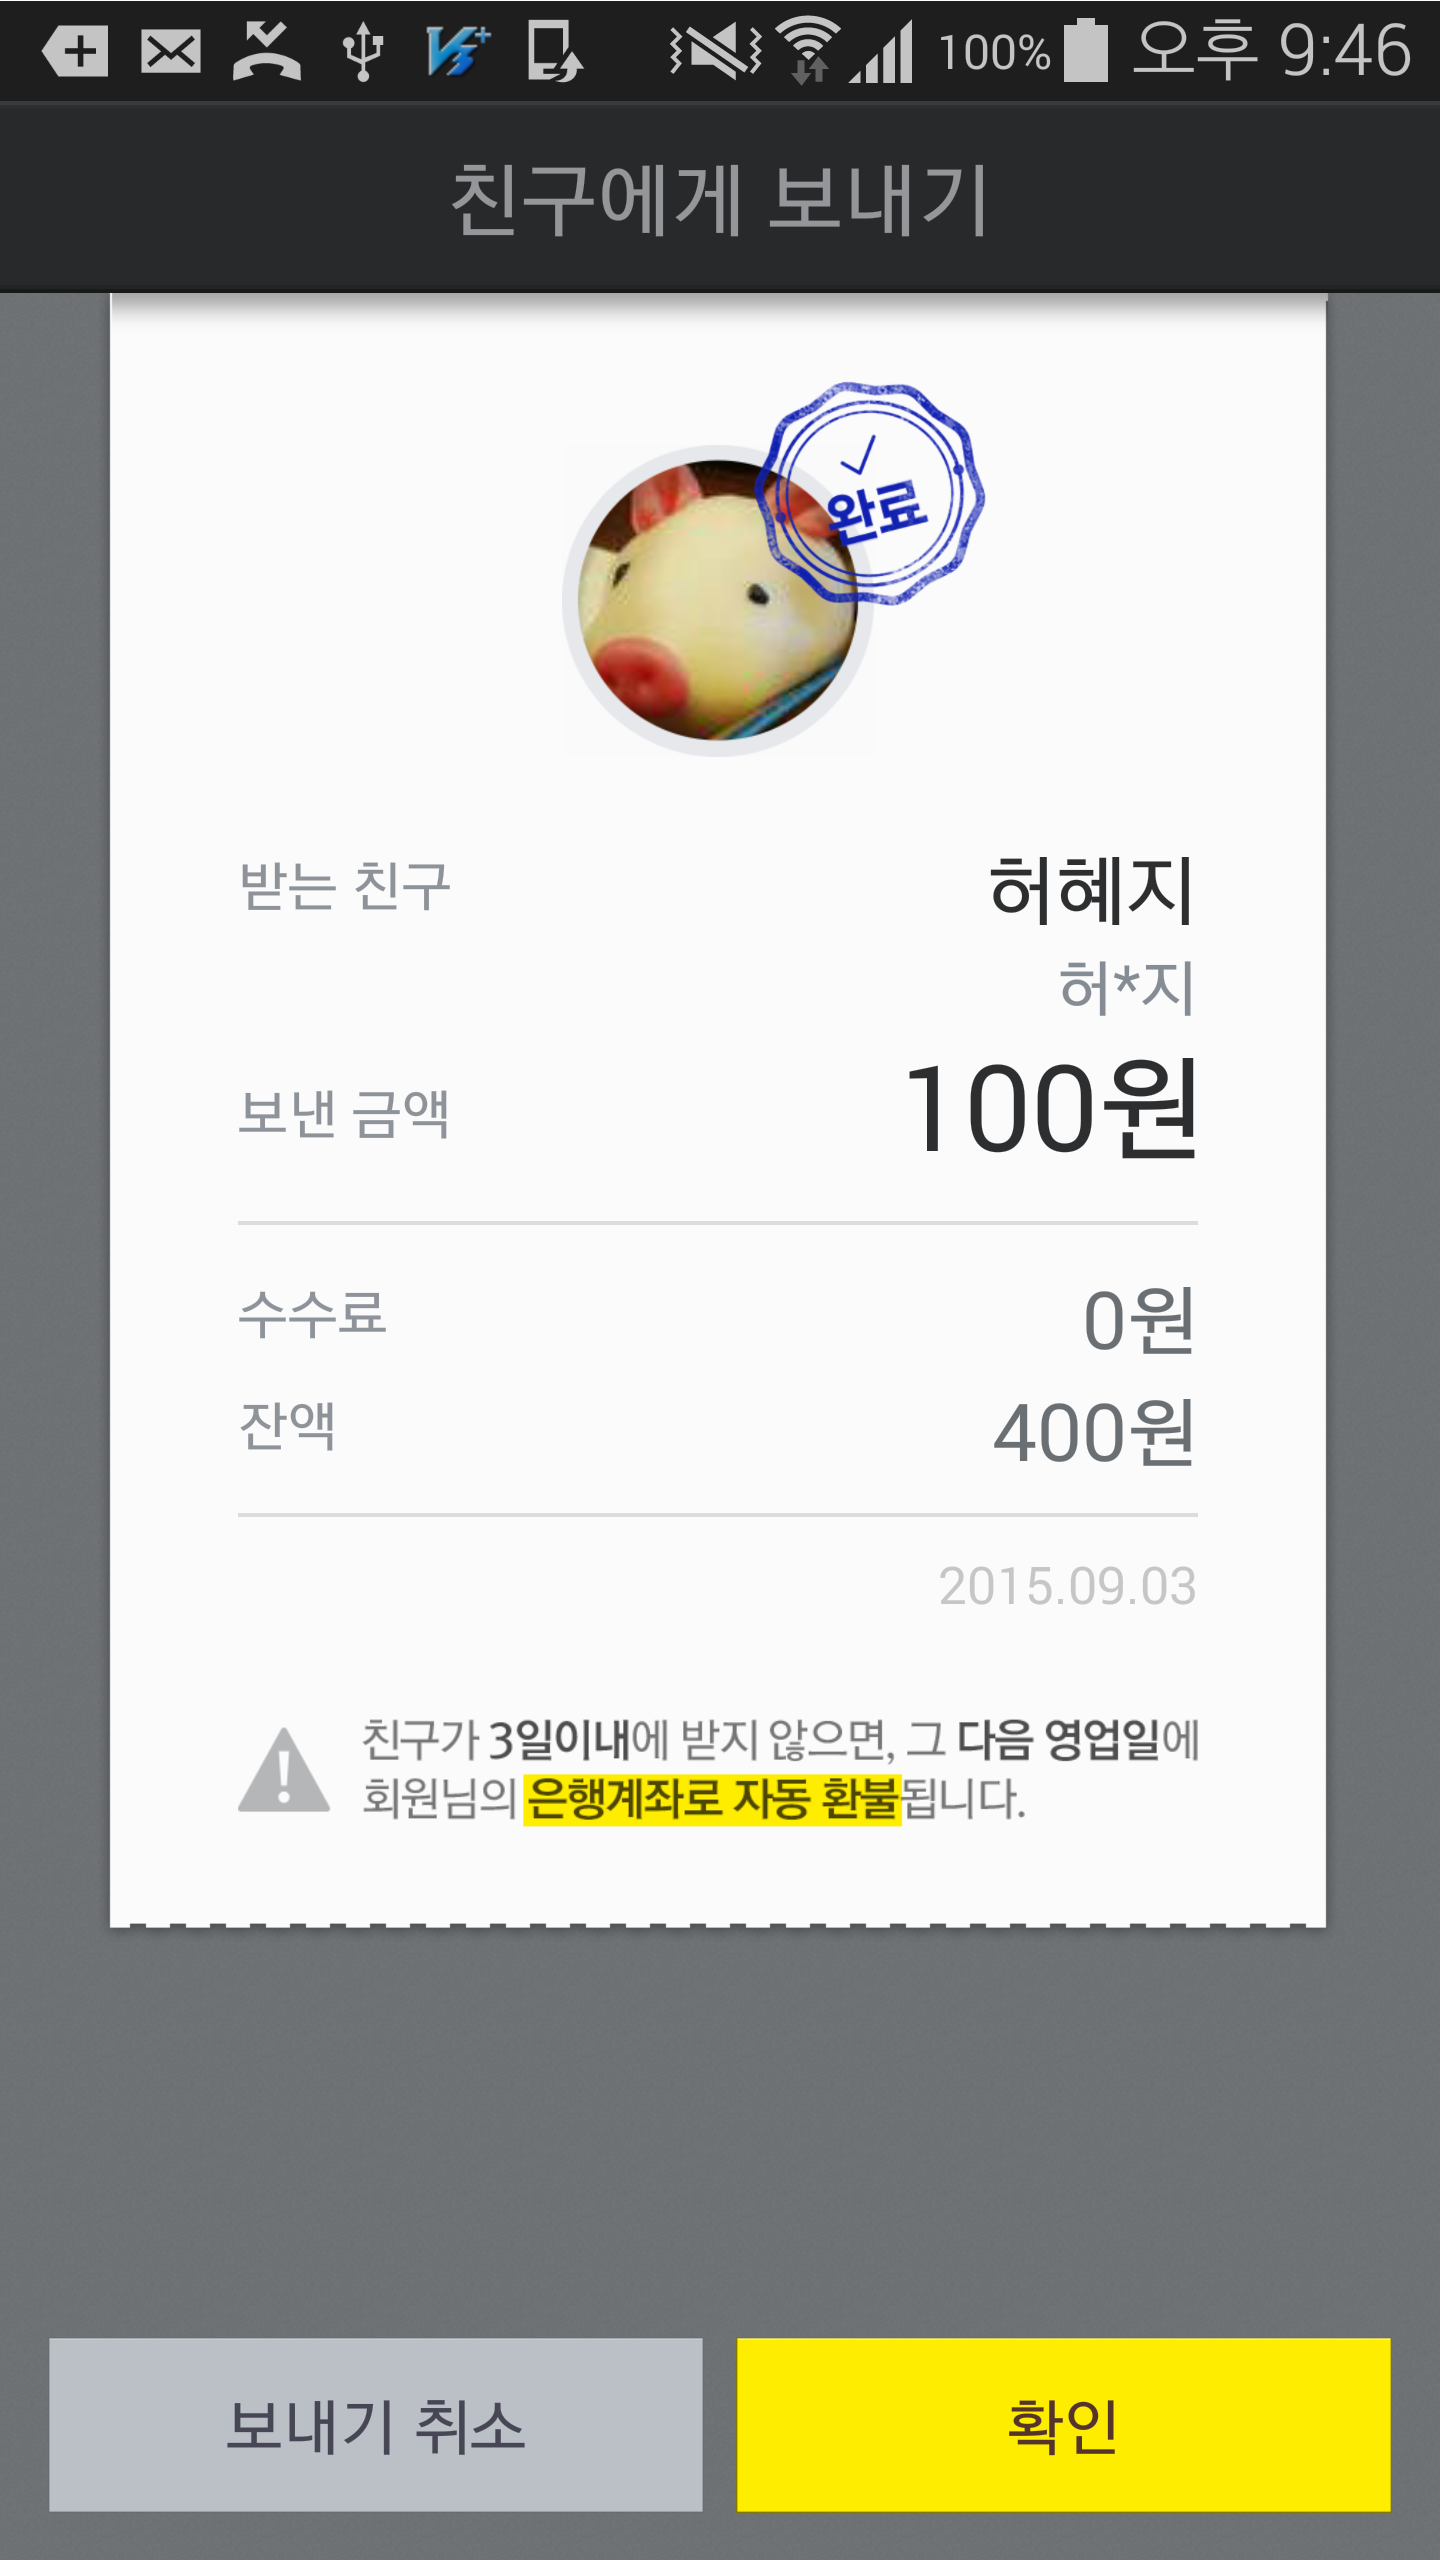 100% 오후 9:46
친구에게 보내기
완료
받는 친구 허혜지
허*지
보낸 금액 100원
수수료 0원
잔액 400원
2015.09.03
친구가 3일이내에 받지 않으면, 그 다음 영업일에
회원님의 은행계좌로 자동 환불됩니다.
보내기 취소 확인